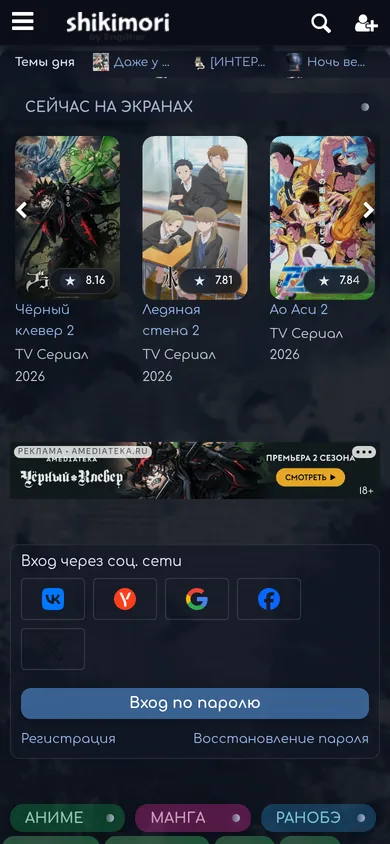 shikimori
Темы дня
Даже у ...
[ИНТЕР...
Ночь ве...
СЕЙЧАС НА ЭКРАНАХ
8.16
7.81
7.84
Чёрный
клевер 2
TV Сериал
2026
Ледяная
стена 2
TV Сериал
2026
Ао Аси 2
TV Сериал
2026
РЕКЛАМА • AMEDIATEKA.RU
AMEDIATEKA
Чёрный Клевер
ПРЕМЬЕРА 2 СЕЗОНА
СМОТРЕТЬ
18+
Вход через соц. сети
Вход по паролю
Регистрация
Восстановление пароля
АНИМЕ
МАНГА
РАНОБЭ